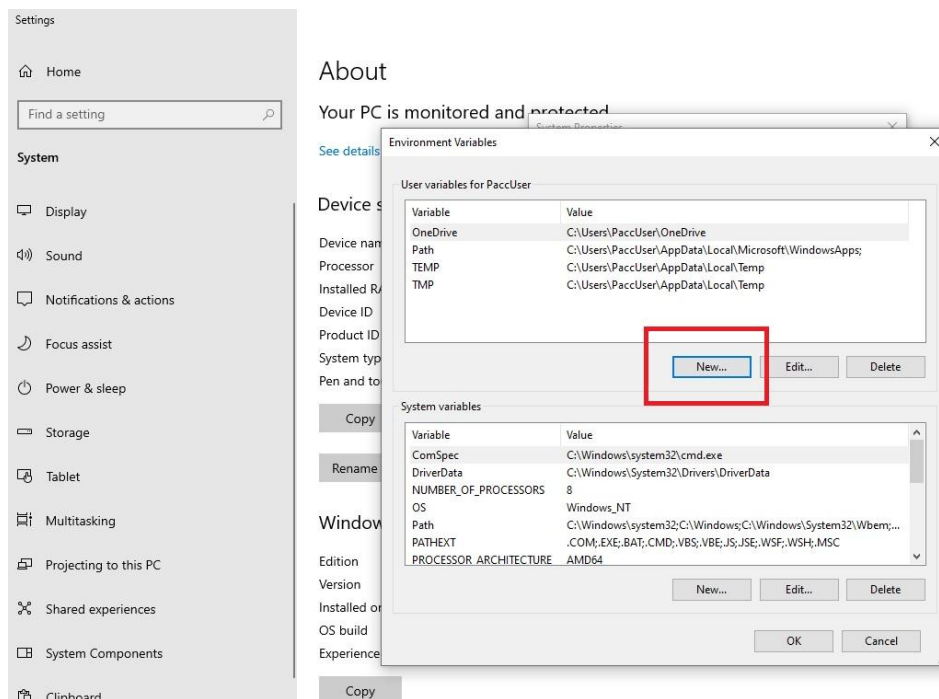 Settings
Home
Find a setting
System
Display
Sound
Notifications & actions
Focus assist
Power & sleep
Storage
Tablet
Multitasking
Projecting to this PC
Shared experiences
System Components
Clipboard
About
Your PC is monitored and protected
See details
Device
Device
Processor
Installed
Device ID
Product ID
System
Pen and
Copy
Rename
Edition
Version
Installed
OS build
Experience
Copy
System Properties
Environment Variables
User variables for PaccUser
Variable Value
OneDrive C:\Users\PaccUser\OneDrive
Path C:\Users\PaccUser\AppData\Local\Microsoft\WindowsApps;
TEMP C:\Users\PaccUser\AppData\Local\Temp
TMP C:\Users\PaccUser\AppData\Local\Temp
New... Edit... Delete
System variables
Variable Value
ComSpec C:\Windows\system32\cmd.exe
DriverData C:\Windows\System32\Drivers\DriverData
NUMBER_OF_PROCESSORS 8
OS Windows_NT
Path C:\Windows\system32;C:\Windows;C:\Windows\System32\Wbem;...
PATHEXT .COM;.EXE;.BAT;.CMD;.VBS;.VBE;.JS;.JSE;.WSF;.WSH;.MSC
PROCESSOR_ARCHITECTURE AMD64
New... Edit... Delete
OK Cancel